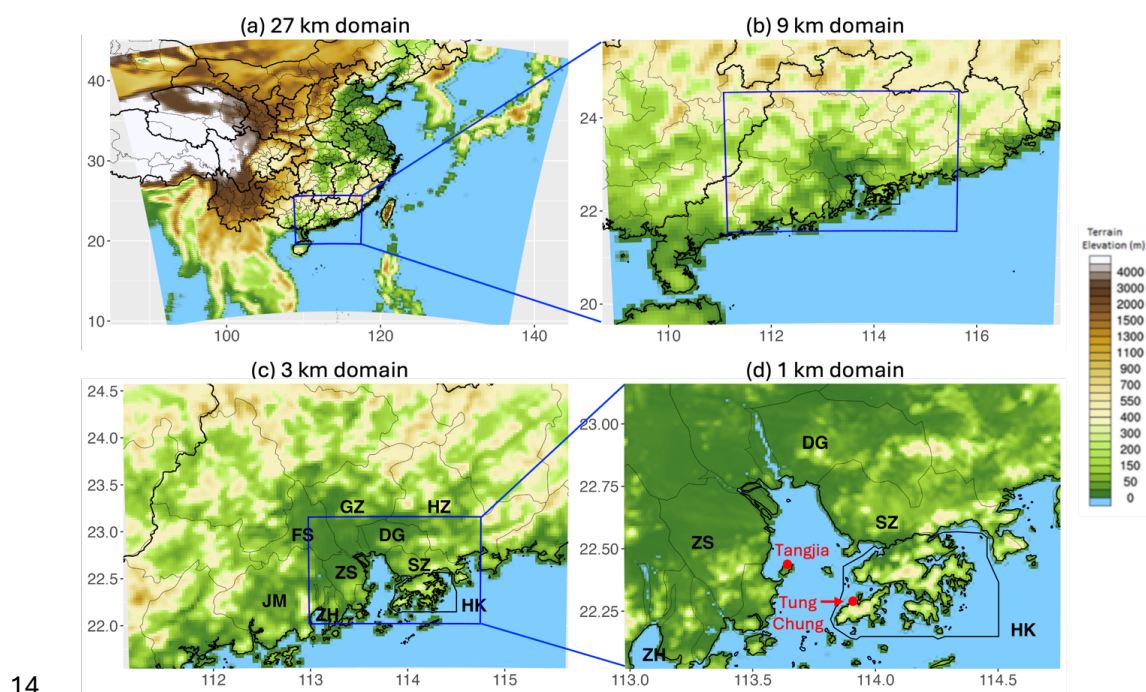 (a) 27 km domain
(b) 9 km domain
40
30
20
10
100
120
140
24
22
20
110
112
114
116
Terrain
Elevation (m)
4000
3000
2000
1500
1300
1100
900
700
550
400
300
200
150
50
0
(c) 3 km domain
(d) 1 km domain
24.5
24.0
23.5
23.0
22.5
22.0
GZ
HZ
FS
DG
SZ
ZS
JM
ZH
HK
112
113
114
115
23.00
22.75
22.50
22.25
DG
SZ
ZS
Tangjia
Tung
Chung
HK
ZH
113.0
113.5
114.0
114.5
14